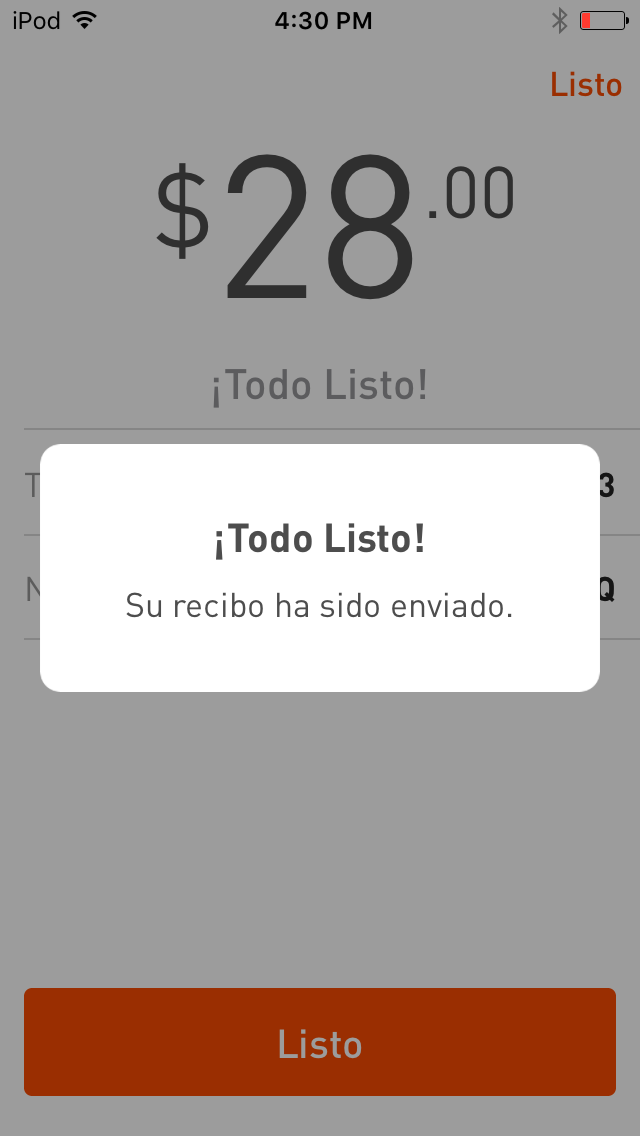 iPod 4:30 PM
Listo
$28.00
¡Todo Listo!
3
¡Todo Listo!
Su recibo ha sido enviado.
Q
Listo